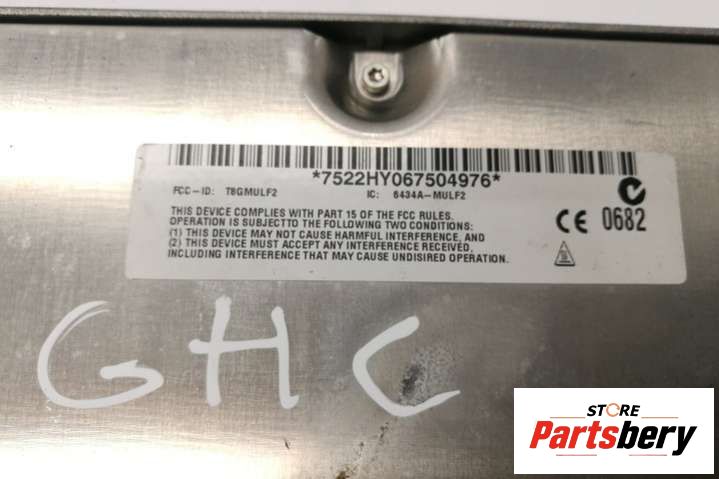 *7522HY067504976*
FCC-ID: T8GMULF2 IC: 6434A-MULF2
THIS DEVICE COMPLIES WITH PART 15 OF THE FCC RULES.
OPERATION IS SUBJECTTO THE FOLLOWING TWO CONDITIONS:
(1) THIS DEVICE MAY NOT CAUSE HARMFUL INTERFERENCE, AND
(2) THIS DEVICE MUST ACCEPT ANY INTERFERENCE RECEIVED,
INCLUDING INTERFERENCE THAT MAY CAUSE UNDISIRED OPERATION.
CE 0682
GHC
STORE
Partsbery